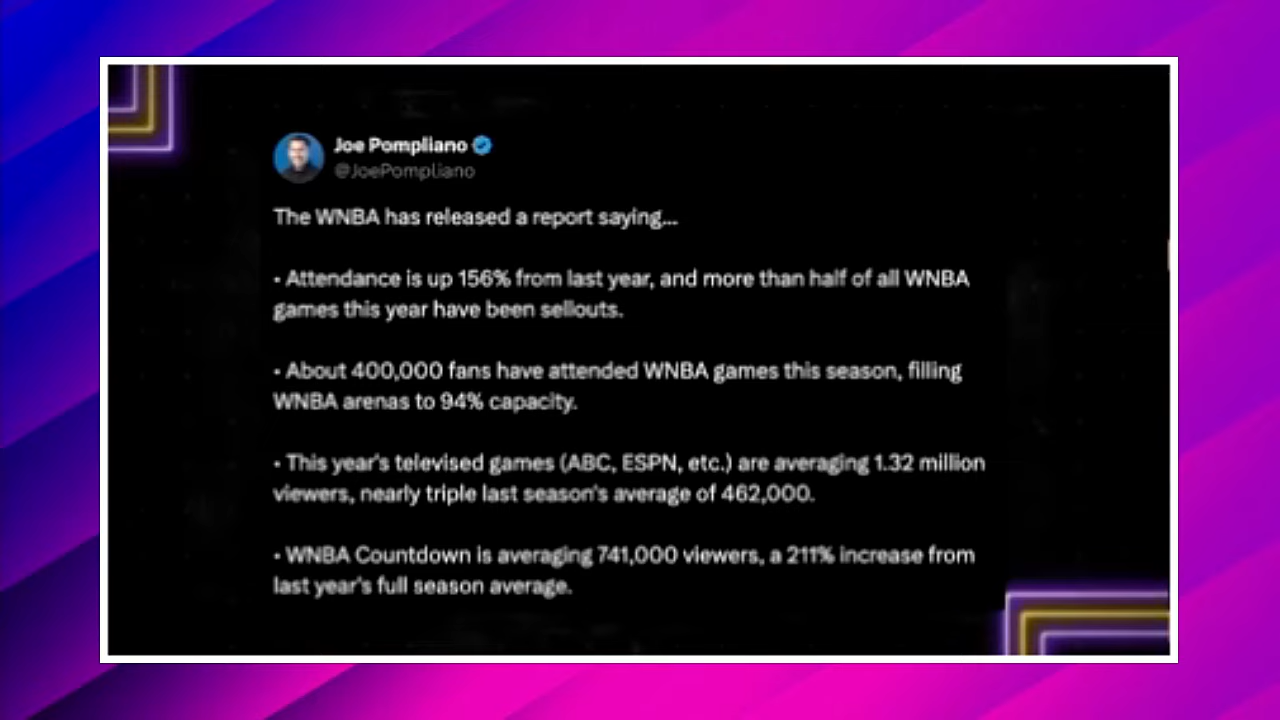 Joe Pompliano
@JoePompliano
The WNBA has released a report saying...
• Attendance is up 156% from last year, and more than half of all WNBA
games this year have been sellouts.
• About 400,000 fans have attended WNBA games this season, filling
WNBA arenas to 94% capacity.
• This year's televised games (ABC, ESPN, etc.) are averaging 1.32 million
viewers, nearly triple last season's average of 462,000.
• WNBA Countdown is averaging 741,000 viewers, a 211% increase from
last year's full season average.